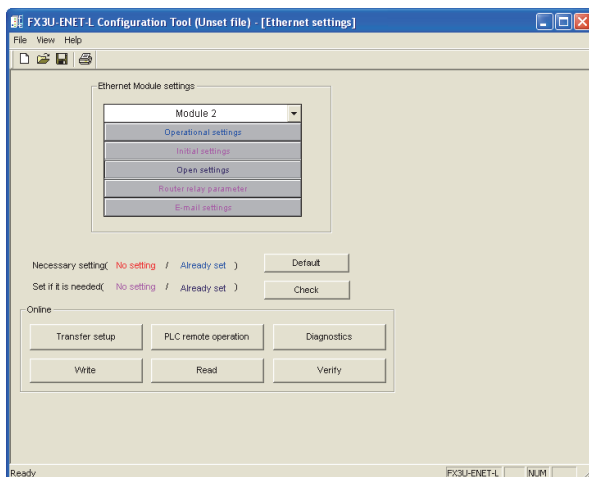 FX3U-ENET-L Configuration Tool (Unset file) - [Ethernet settings]
File View Help
Ethernet Module settings
Module 2
Operational settings
Initial settings
Open settings
Router relay parameter
E-mail settings
Necessary setting( No setting / Already set ) Default
Set if it is needed( No setting / Already set ) Check
Online
Transfer setup PLC remote operation Diagnostics
Write Read Verify
Ready FX3U-ENET-L NUM